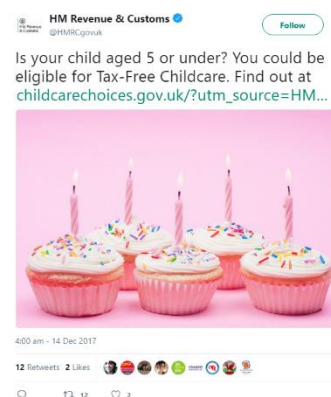 HM Revenue & Customs
@HMRCgovuk
Follow
Is your child aged 5 or under? You could be
eligible for Tax-Free Childcare. Find out at
childcarechoices.gov.uk/?utm_source=HM...
4:00 am - 14 Dec 2017
12 Retweets 2 Likes
12 2